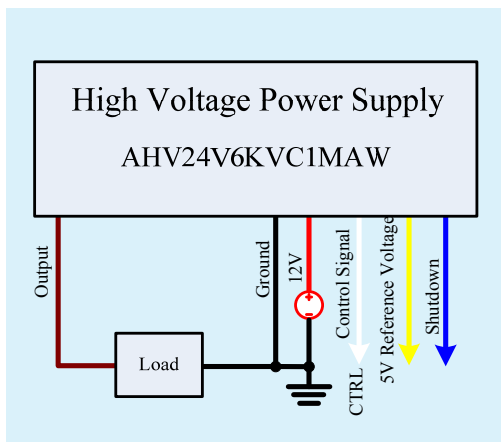 High Voltage Power Supply
AHV24V6KVC1MAW
Output
Ground
12V
Control Signal
CTRL
5V Reference Voltage
Shutdown
Load